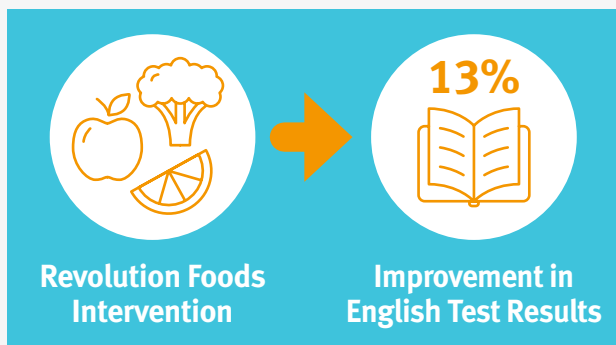 13%
Revolution Foods
Intervention
Improvement in
English Test Results